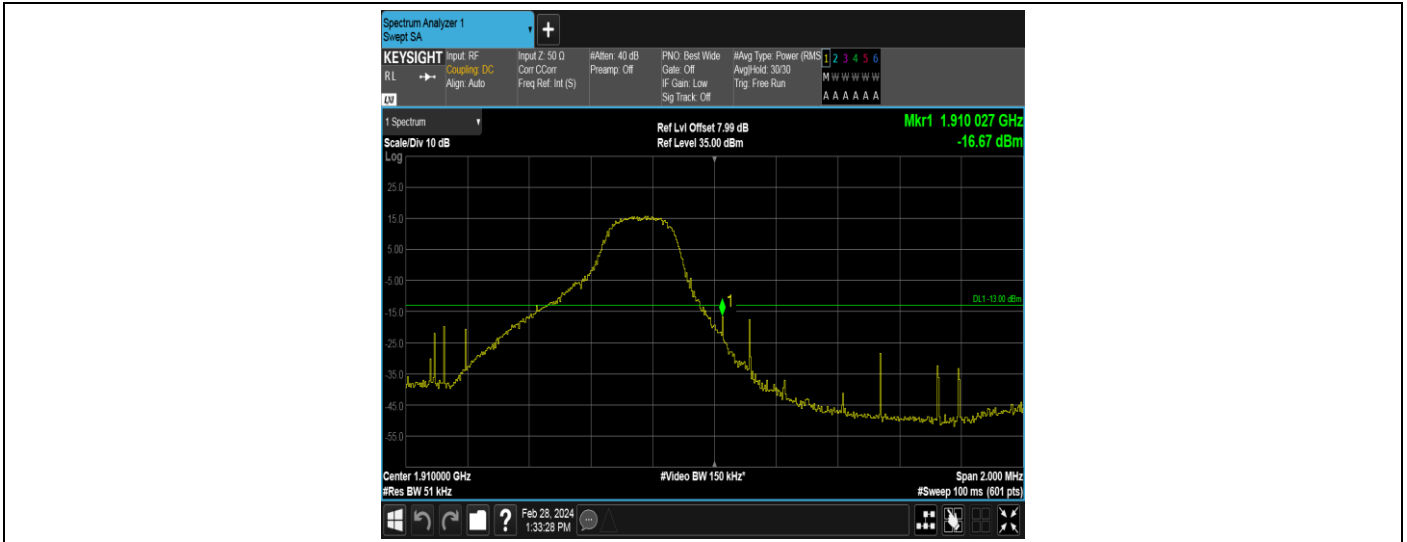 Spectrum Analyzer 1
Swept SA
+
KEYSIGHT
RL
LXI
Input: RF
Coupling: DC
Align: Auto
Input Z: 50 Ω
Corr CCorr
Freq Ref: Int (S)
#Atten: 40 dB
Preamp: Off
PNO: Best Wide
Gate: Off
IF Gain: Low
Sig Track: Off
#Avg Type: Power (RMS
Avg|Hold: 30/30
Trig: Free Run
1 2 3 4 5 6
M W W W W W
A A A A A A
1 Spectrum
Scale/Div 10 dB
Ref Lvl Offset 7.99 dB
Ref Level 35.00 dBm
Mkr1 1.910 027 GHz
-16.67 dBm
Log
25.0
15.0
5.00
-5.00
-15.0
-25.0
-35.0
-45.0
-55.0
1
DL1 -13.00 dBm
Center 1.910000 GHz
#Res BW 51 kHz
#Video BW 150 kHz*
Span 2.000 MHz
#Sweep 100 ms (601 pts)
?
Feb 28, 2024
1:33:28 PM